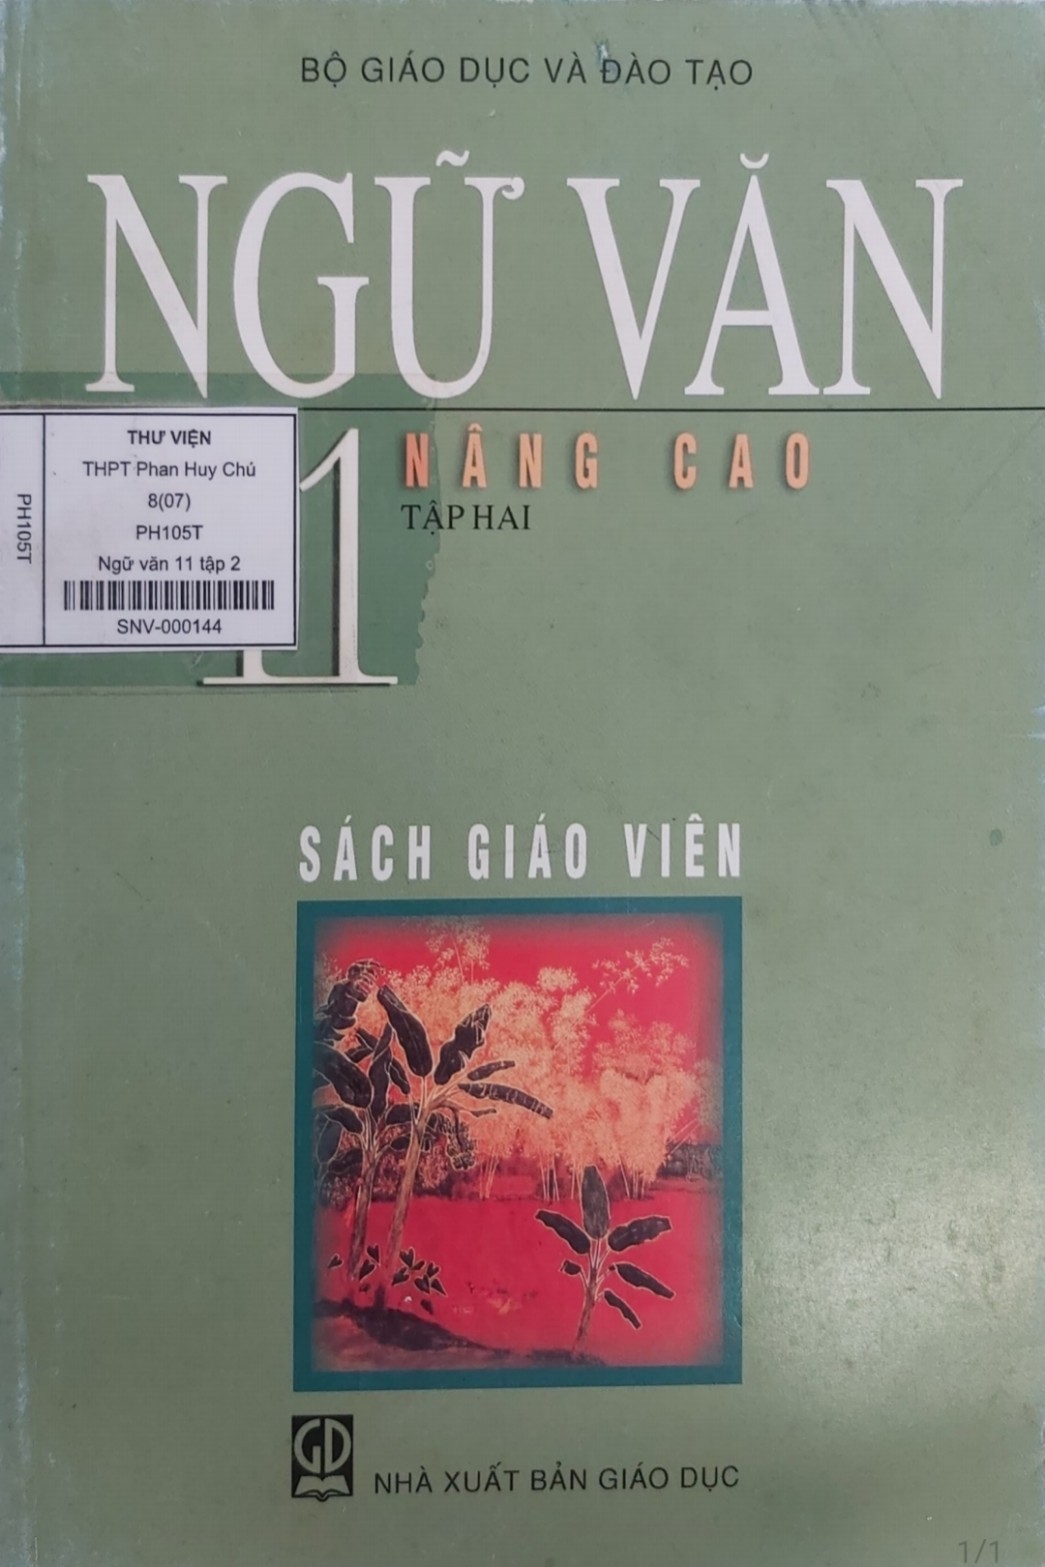 BỘ GIÁO DỤC VÀ ĐÀO TẠO
NGỮ VĂN
11
NÂNG CAO
TẬP HAI
PH105T
THƯ VIỆN
THPT Phan Huy Chú
8(07)
PH105T
Ngữ văn 11 tập 2
SNV-000144
SÁCH GIÁO VIÊN
GD
NHÀ XUẤT BẢN GIÁO DỤC
1/1